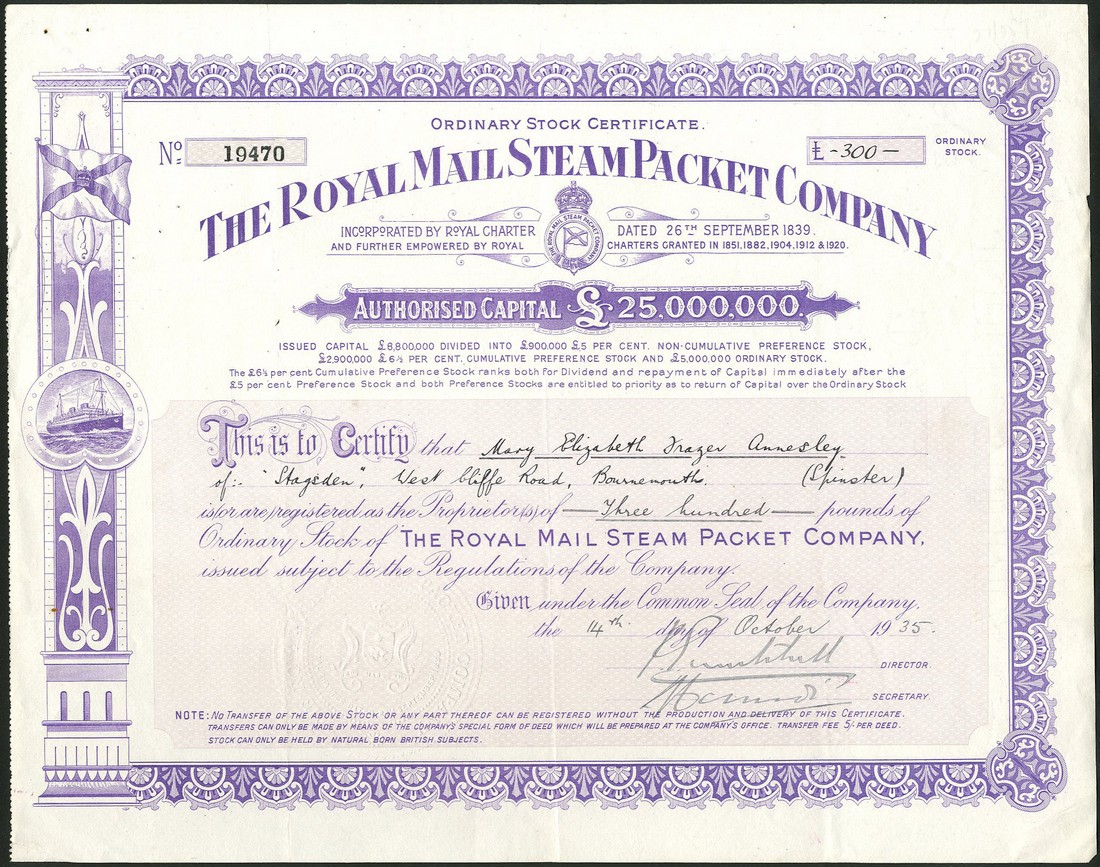 ORDINARY STOCK CERTIFICATE.
No 19470
£ -300-
ORDINARY STOCK.
THE ROYAL MAIL STEAM PACKET COMPANY
INCORPORATED BY ROYAL CHARTER DATED 26TH SEPTEMBER 1839.
AND FURTHER EMPOWERED BY ROYAL CHARTERS GRANTED IN 1851, 1882, 1904, 1912 & 1920.
THE ROYAL MAIL STEAM PACKET COMPANY
AUTHORISED CAPITAL £25,000,000.
ISSUED CAPITAL £8,800,000 DIVIDED INTO £900000 £5 PER CENT. NON-CUMULATIVE PREFERENCE STOCK,
£2,900,000 £6½ PER CENT. CUMULATIVE PREFERENCE STOCK AND £5,000,000 ORDINARY STOCK.
The £6½ per cent Cumulative Preference Stock ranks both for Dividend and repayment of Capital immediately after the
£5 per cent Preference Stock and both Preference Stocks are entitled to priority as to return of Capital over the Ordinary Stock
This is to Certify that Mary Elizabeth Frazer Annesley
of:- "Stagsden", West Cliffe Road, Bournemouth. (Spinster)
is (or are) registered as the Proprietor(s) of — Three hundred — pounds of
Ordinary Stock of THE ROYAL MAIL STEAM PACKET COMPANY,
issued subject to the Regulations of the Company.
Given under the Common Seal of the Company.
the 14th day of October 1935.
DIRECTOR.
SECRETARY.
NOTE: NO TRANSFER OF THE ABOVE STOCK OR ANY PART THEREOF CAN BE REGISTERED WITHOUT THE PRODUCTION AND DELIVERY OF THIS CERTIFICATE.
TRANSFERS CAN ONLY BE MADE BY MEANS OF THE COMPANY'S SPECIAL FORM OF DEED WHICH WILL BE PREPARED AT THE COMPANY'S OFFICE. TRANSFER FEE 5/- PER DEED.
STOCK CAN ONLY BE HELD BY NATURAL BORN BRITISH SUBJECTS.